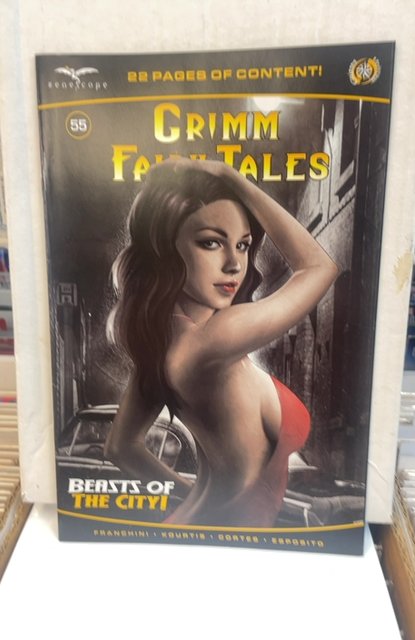 zenescope
22 PAGES OF CONTENT!
55
GRIMM
FAIRY TALES
BEASTS OF
THE CITY!
FRANCHINI • KOURTIS • CORTES • ESPOSITO